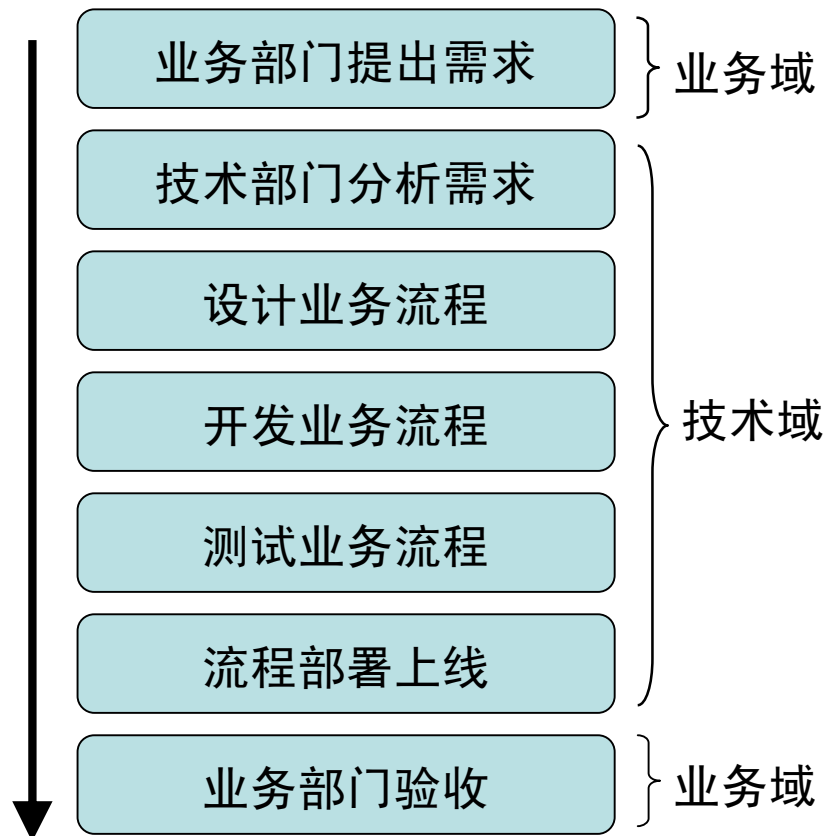 业务部门提出需求
业务域
技术部门分析需求
设计业务流程
开发业务流程
技术域
测试业务流程
流程部署上线
业务部门验收
业务域